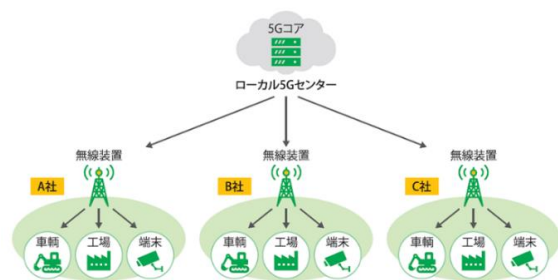 5Gコア
ローカル5Gセンター
無線装置
無線装置
無線装置
A社
B社
C社
車輌 工場 端末
車輌 工場 端末
車輌 工場 端末